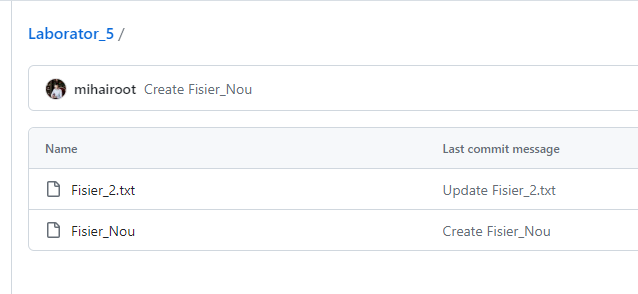 Laborator_5 /
mihairoot Create Fisier_Nou
Name Last commit message
Fisier_2.txt Update Fisier_2.txt
Fisier_Nou Create Fisier_Nou